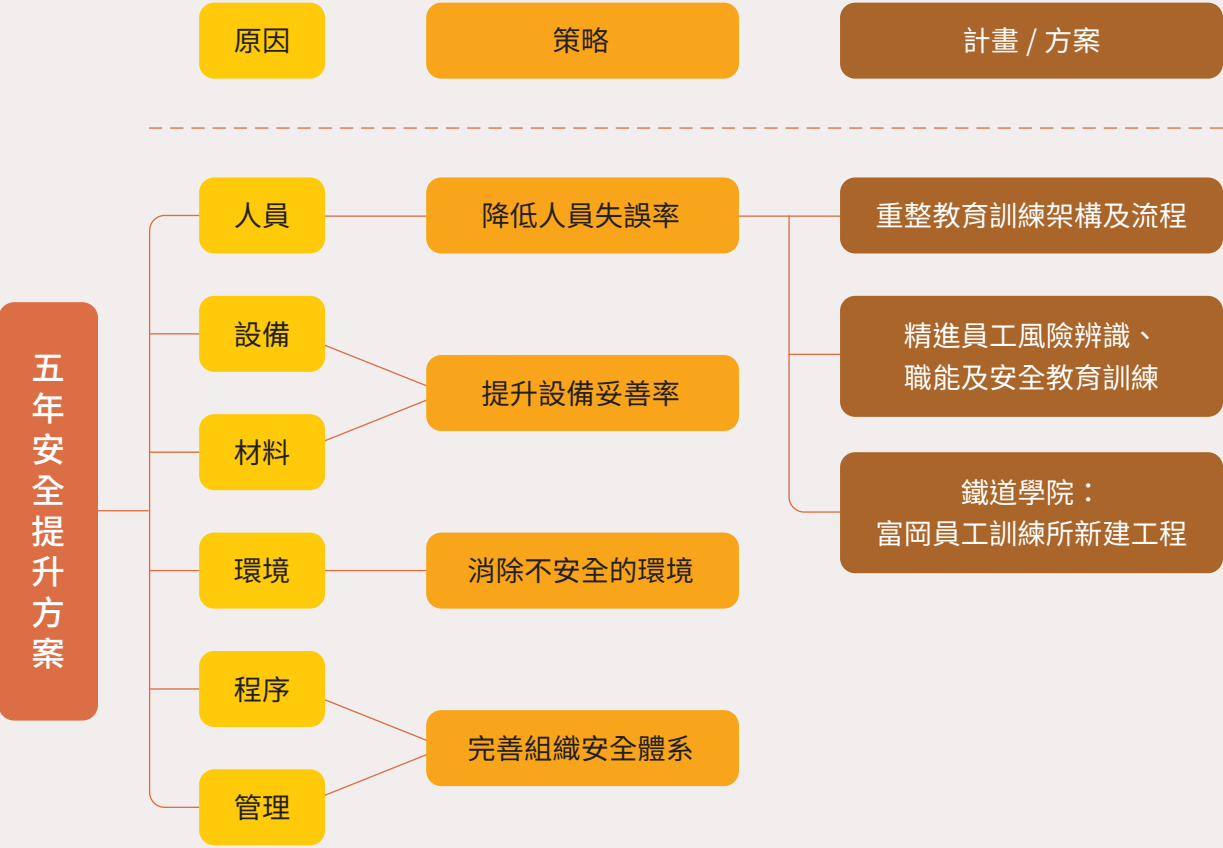 原因
策略
計畫 / 方案
五年安全提升方案
人員
降低人員失誤率
重整教育訓練架構及流程
設備
提升設備妥善率
精進員工風險辨識、
職能及安全教育訓練
材料
鐵道學院：
富岡員工訓練所新建工程
環境
消除不安全的環境
程序
完善組織安全體系
管理